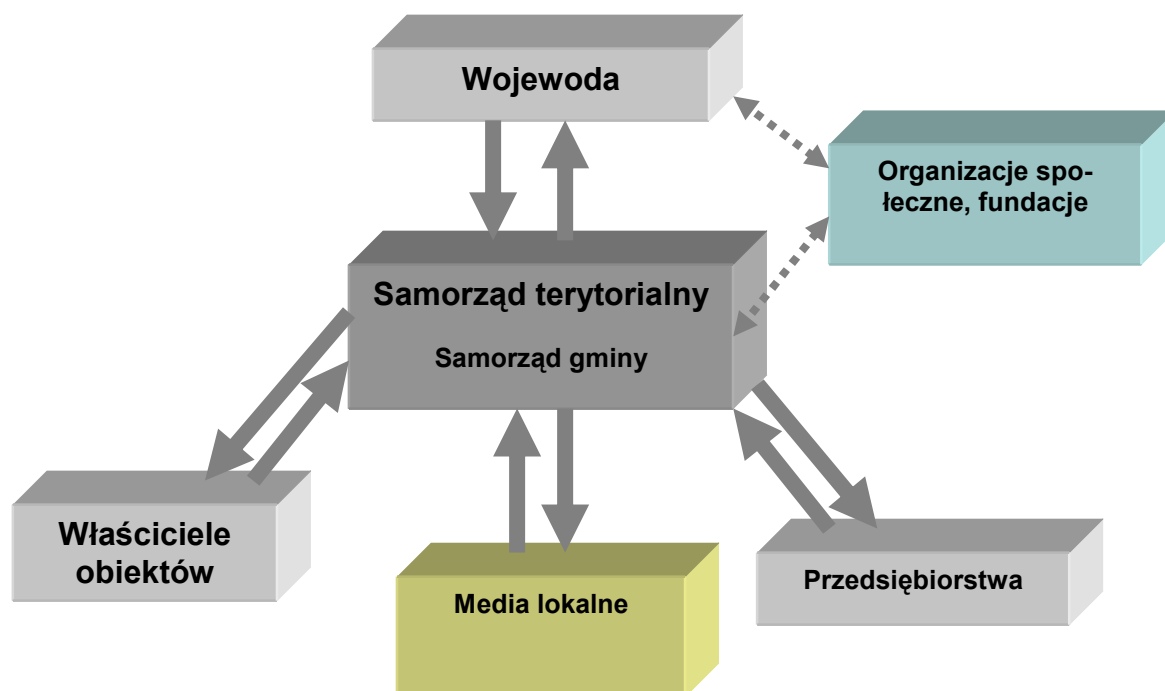 Wojewoda
Organizacje spo-
łeczne, fundacje
Samorząd terytorialny
Samorząd gminy
Właściciele
obiektów
Media lokalne
Przedsiębiorstwa